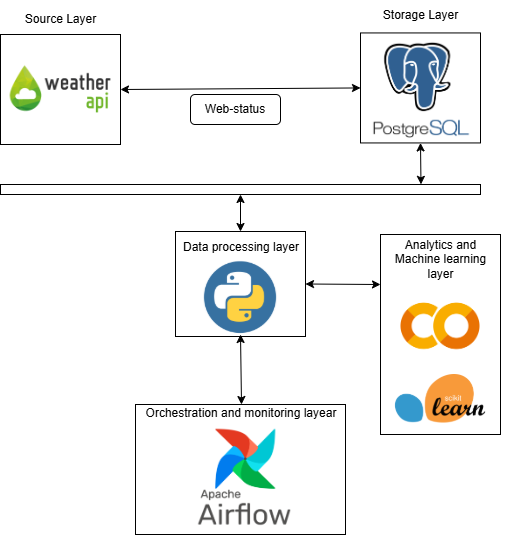 Source Layer
Storage Layer
weather
api
Web-status
PostgreSQL
Data processing layer
Analytics and
Machine learning
layer
scikit
learn
Orchestration and monitoring layear
Apache
Airflow